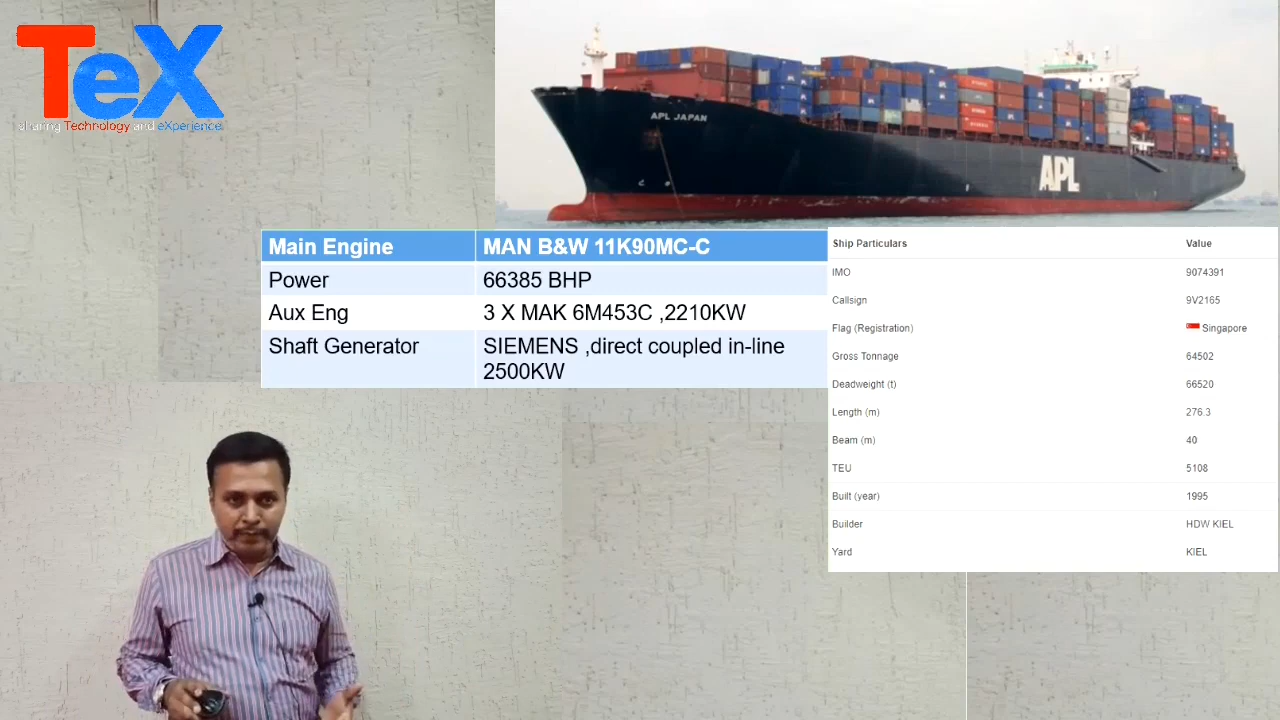 TeX
sharing Technology and eXperience
APL JAPAN
APL
Main Engine MAN B&W 11K90MC-C
Power 66385 BHP
Aux Eng 3 X MAK 6M453C ,2210KW
Shaft Generator SIEMENS ,direct coupled in-line
2500KW
Ship Particulars Value
IMO 9074391
Callsign 9V2165
Flag (Registration) Singapore
Gross Tonnage 64502
Deadweight (t) 66520
Length (m) 276.3
Beam (m) 40
TEU 5108
Built (year) 1995
Builder HDW KIEL
Yard KIEL